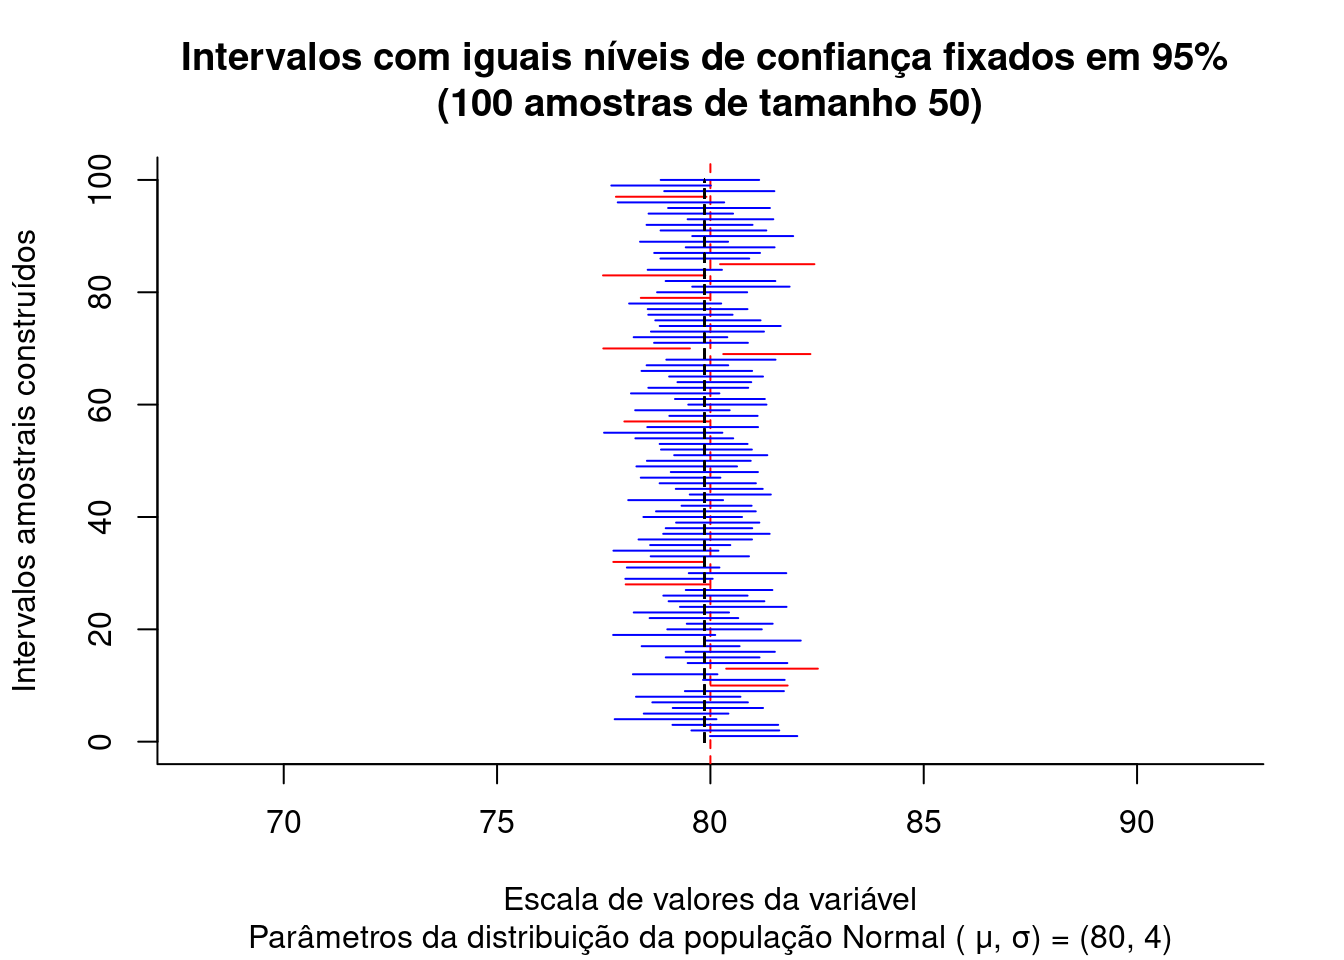 Intervalos com iguais níveis de confiança fixados em 95%
(100 amostras de tamanho 50)
Intervalos amostrais construídos
100
80
60
40
20
0
70 75 80 85 90
Escala de valores da variável
Parâmetros da distribuição da população Normal ( μ, σ) = (80, 4)